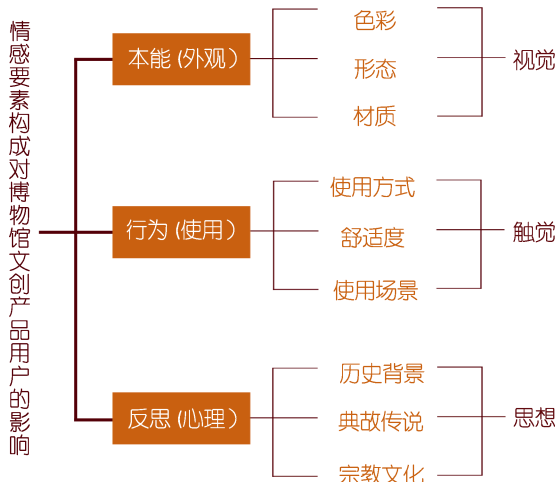 情感要素构成对博物馆文创产品用户的影响
本能（外观）
色彩
形态
材质
视觉
行为（使用）
使用方式
舒适度
使用场景
触觉
反思（心理）
历史背景
典故传说
宗教文化
思想